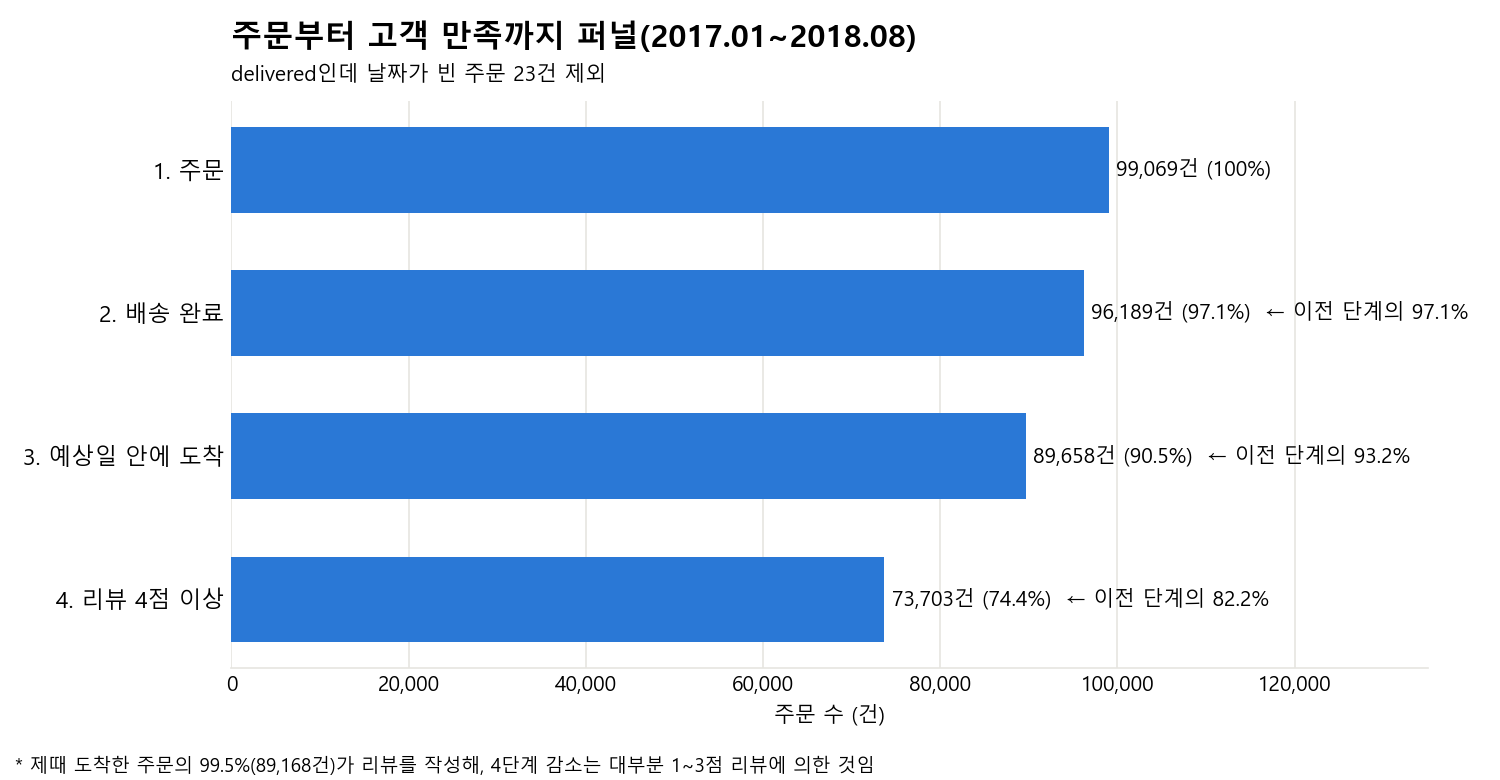 주문부터 고객 만족까지 퍼널(2017.01~2018.08)
delivered인데 날짜가 빈 주문 23건 제외
1. 주문 99,069건 (100%)
2. 배송 완료 96,189건 (97.1%) ← 이전 단계의 97.1%
3. 예상일 안에 도착 89,658건 (90.5%) ← 이전 단계의 93.2%
4. 리뷰 4점 이상 73,703건 (74.4%) ← 이전 단계의 82.2%
0 20,000 40,000 60,000 80,000 100,000 120,000
주문 수 (건)
* 제때 도착한 주문의 99.5%(89,168건)가 리뷰를 작성해, 4단계 감소는 대부분 1~3점 리뷰에 의한 것임